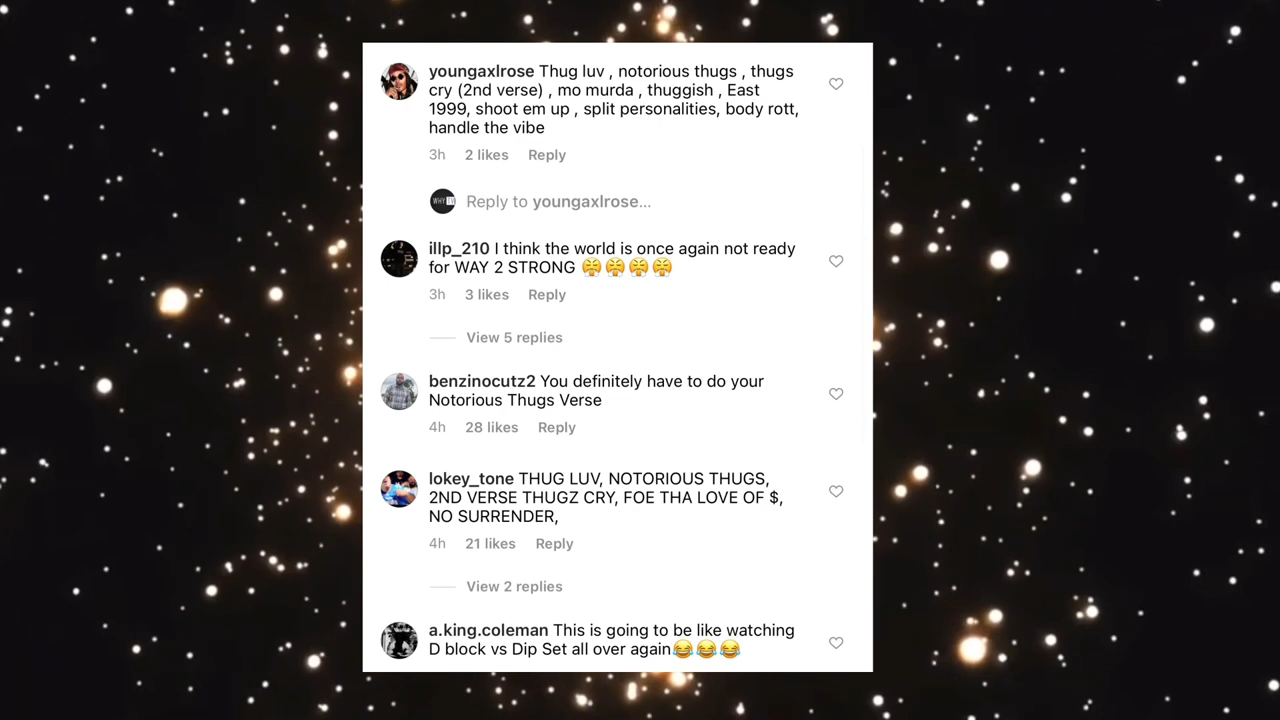 youngaxlrose Thug luv , notorious thugs , thugs
cry (2nd verse) , mo murda , thuggish , East
1999, shoot em up , split personalities, body rott,
handle the vibe
3h 2 likes Reply
WHY TV Reply to youngaxlrose...
illp_210 I think the world is once again not ready
for WAY 2 STRONG 😤😤😤😤
3h 3 likes Reply
View 5 replies
benzinocutz2 You definitely have to do your
Notorious Thugs Verse
4h 28 likes Reply
lokey_tone THUG LUV, NOTORIOUS THUGS,
2ND VERSE THUGZ CRY, FOE THA LOVE OF $,
NO SURRENDER,
4h 21 likes Reply
View 2 replies
a.king.coleman This is going to be like watching
D block vs Dip Set all over again😂😂😂